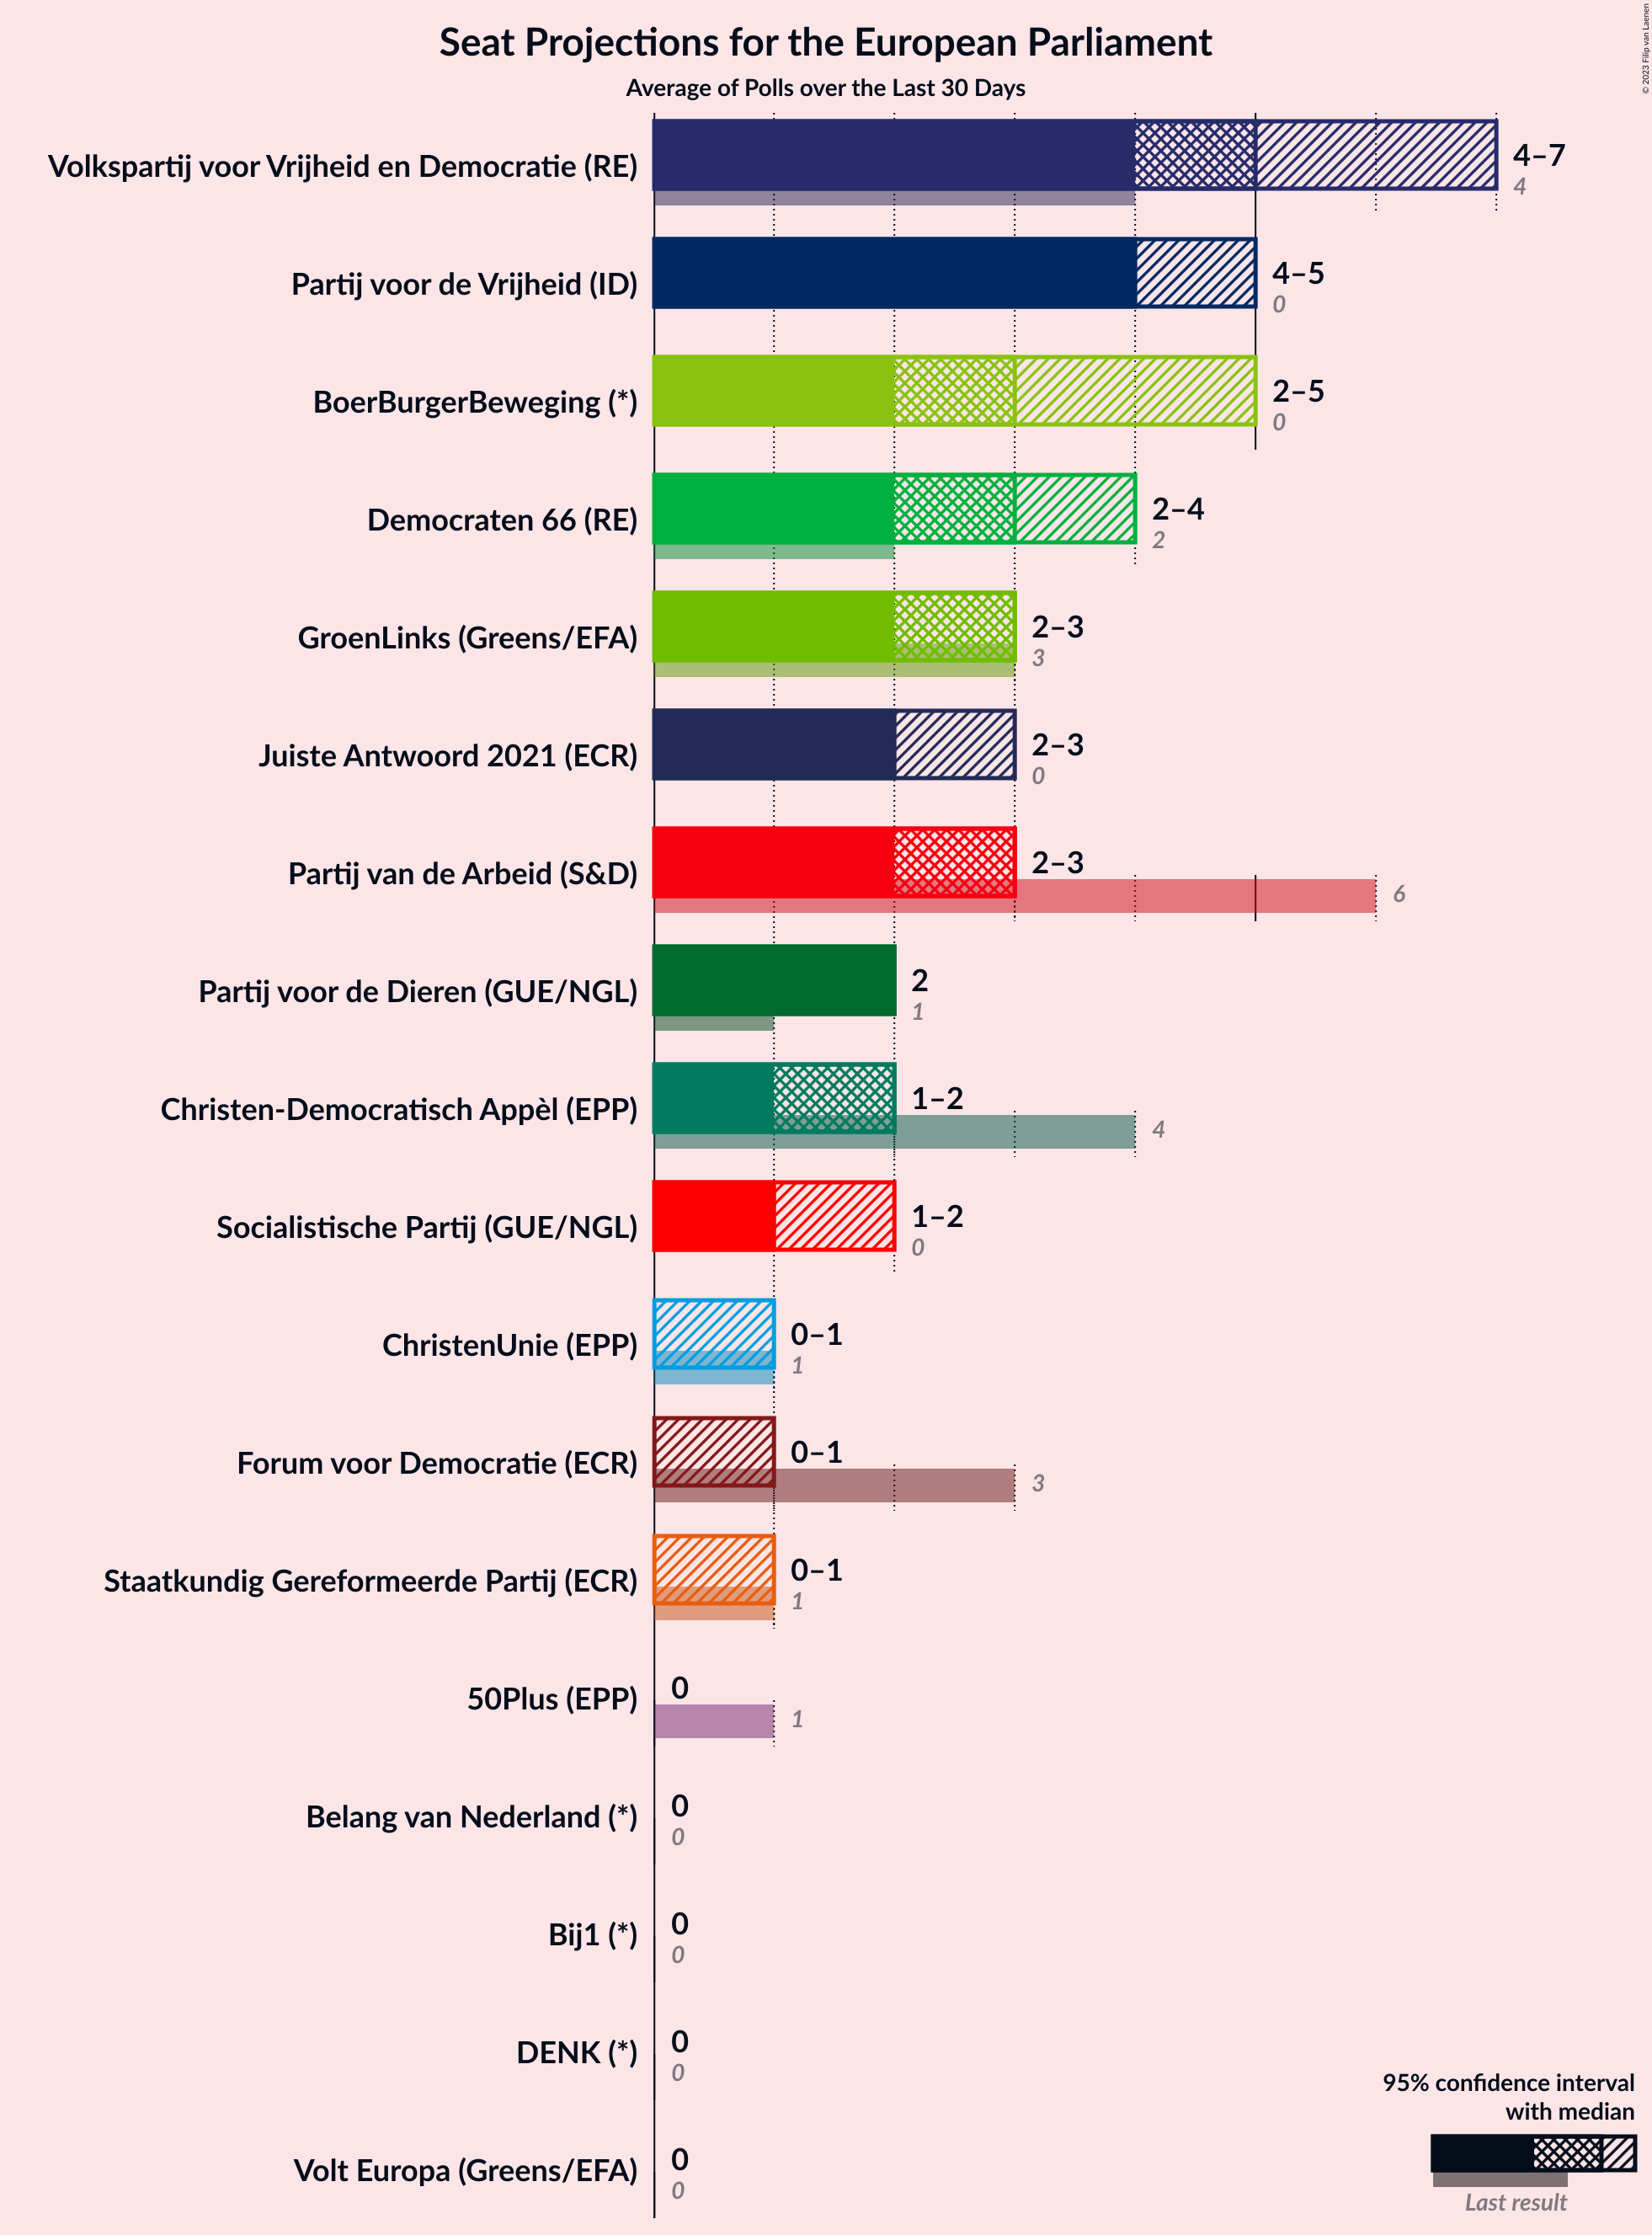 Seat Projections for the European Parliament
Average of Polls over the Last 30 Days
© 2023 Filip van Laenen
Volkspartij voor Vrijheid en Democratie (RE)
4–7
4
Partij voor de Vrijheid (ID)
4–5
0
BoerBurgerBeweging (*)
2–5
0
Democraten 66 (RE)
2–4
2
GroenLinks (Greens/EFA)
2–3
3
Juiste Antwoord 2021 (ECR)
2–3
0
Partij van de Arbeid (S&D)
2–3
6
Partij voor de Dieren (GUE/NGL)
2
1
Christen-Democratisch Appèl (EPP)
1–2
4
Socialistische Partij (GUE/NGL)
1–2
0
ChristenUnie (EPP)
0–1
1
Forum voor Democratie (ECR)
0–1
3
Staatkundig Gereformeerde Partij (ECR)
0–1
1
50Plus (EPP)
0
1
Belang van Nederland (*)
0
0
Bij1 (*)
0
0
DENK (*)
0
0
Volt Europa (Greens/EFA)
0
0
95% confidence interval
with median
Last result